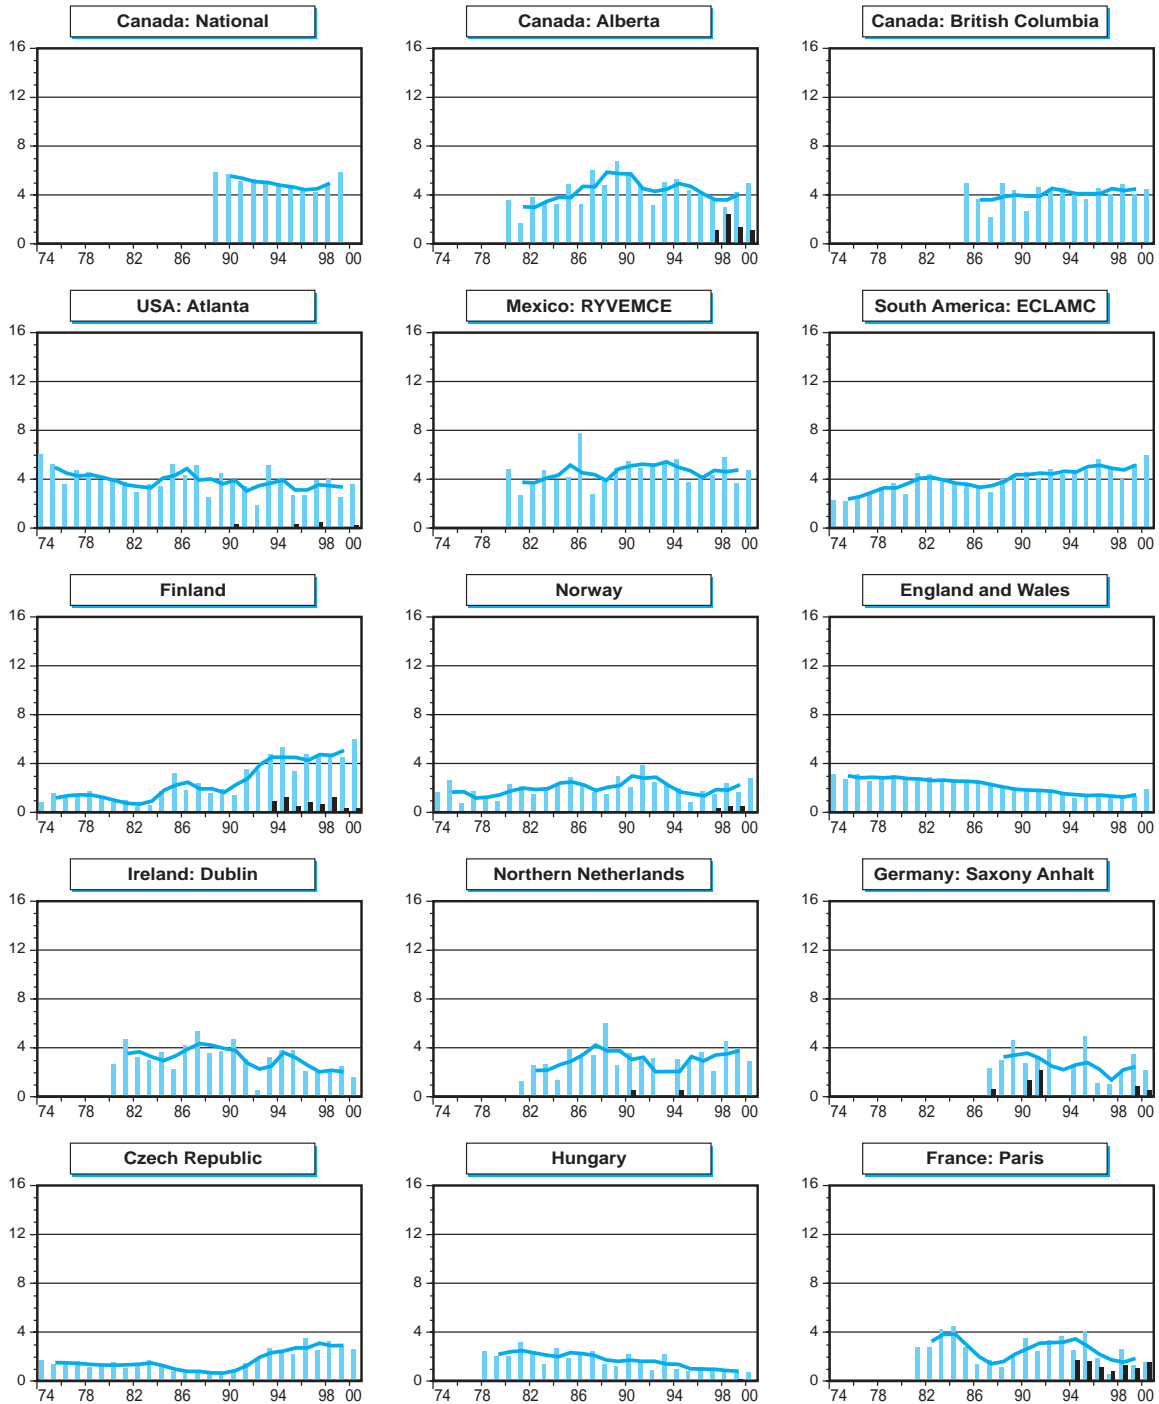 Canada: National Canada: Alberta Canada: British Columbia
16 16 16
12 12 12
8 8 8
4 4 4
0 0 0
74 78 82 86 90 94 98 00 74 78 82 86 90 94 98 00 74 78 82 86 90 94 98 00
USA: Atlanta Mexico: RYVEMCE South America: ECLAMC
16 16 16
12 12 12
8 8 8
4 4 4
0 0 0
74 78 82 86 90 94 98 00 74 78 82 86 90 94 98 00 74 78 82 86 90 94 98 00
Finland Norway England and Wales
16 16 16
12 12 12
8 8 8
4 4 4
0 0 0
74 78 82 86 90 94 98 00 74 78 82 86 90 94 98 00 74 78 82 86 90 94 98 00
Ireland: Dublin Northern Netherlands Germany: Saxony Anhalt
16 16 16
12 12 12
8 8 8
4 4 4
0 0 0
74 78 82 86 90 94 98 00 74 78 82 86 90 94 98 00 74 78 82 86 90 94 98 00
Czech Republic Hungary France: Paris
16 16 16
12 12 12
8 8 8
4 4 4
0 0 0
74 78 82 86 90 94 98 00 74 78 82 86 90 94 98 00 74 78 82 86 90 94 98 00